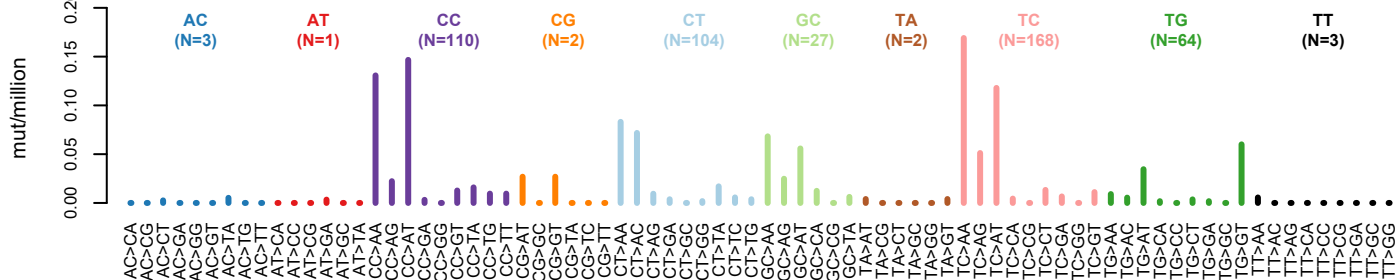 0.2
AC AT CC CG CT GC TA TC TG TT
(N=3) (N=1) (N=110) (N=2) (N=104) (N=27) (N=2) (N=168) (N=64) (N=3)
0.15
0.10
0.05
0.00
mut/million
AC>CA
AC>CG
AC>CT
AC>GA
AC>GG
AC>GT
AC>TA
AC>TG
AC>TT
AT>CA
AT>CC
AT>CG
AT>GA
AT>GC
AT>TA
CC>AA
CC>AG
CC>AT
CC>GA
CC>GG
CC>GT
CC>TA
CC>TG
CC>TT
CG>AT
CG>GC
CG>GT
CG>TA
CG>TC
CG>TT
CT>AA
CT>AC
CT>AG
CT>GA
CT>GC
CT>GG
CT>TA
CT>TC
CT>TG
GC>AA
GC>AG
GC>AT
GC>CA
GC>CG
GC>TA
TA>AT
TA>CG
TA>CT
TA>GC
TA>GG
TA>GT
TC>AA
TC>AG
TC>AT
TC>CA
TC>CG
TC>CT
TC>GA
TC>GG
TC>GT
TG>AA
TG>AC
TG>AT
TG>CA
TG>CC
TG>CT
TG>GA
TG>GC
TG>GT
TT>AA
TT>AC
TT>AG
TT>CA
TT>CC
TT>CG
TT>GA
TT>GC
TT>GG